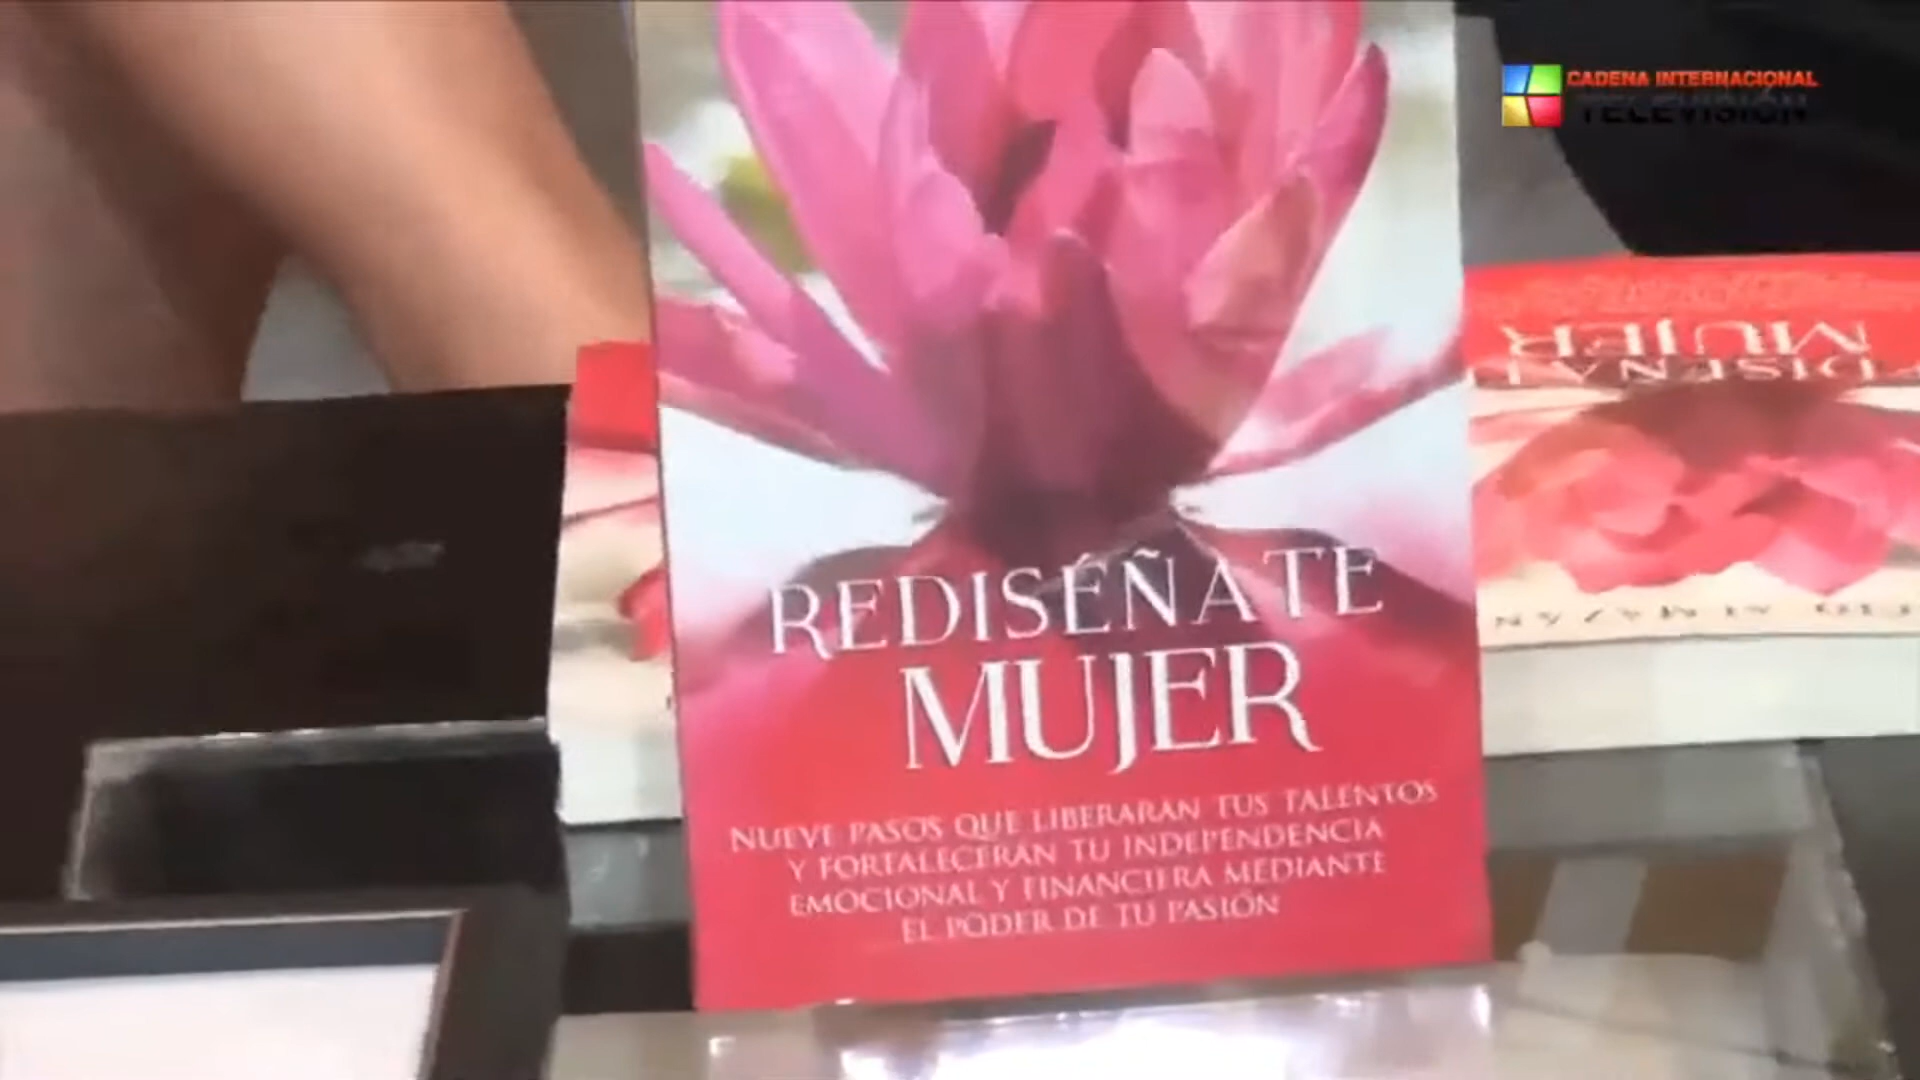 CADENA INTERNACIONAL
TELEVISIÓN
REDISÉÑATE
MUJER
NUEVE PASOS QUE LIBERARÁN TUS TALENTOS
Y FORTALECERÁN TU INDEPENDENCIA
EMOCIONAL Y FINANCIERA MEDIANTE
EL PODER DE TU PASIÓN
MUJER